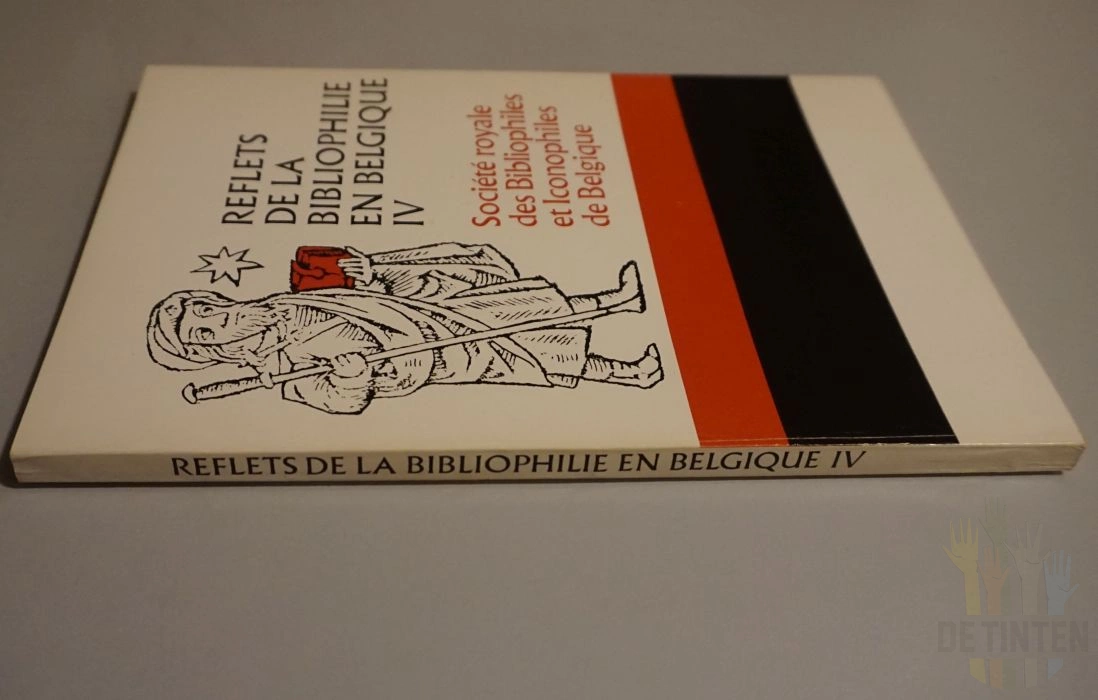 REFLETS
DE LA
BIBLIOPHILIE
EN BELGIQUE
IV
Société royale
des Bibliophiles
et Iconophiles
de Belgique
REFLETS DE LA BIBLIOPHILIE EN BELGIQUE IV
DE TINTEN